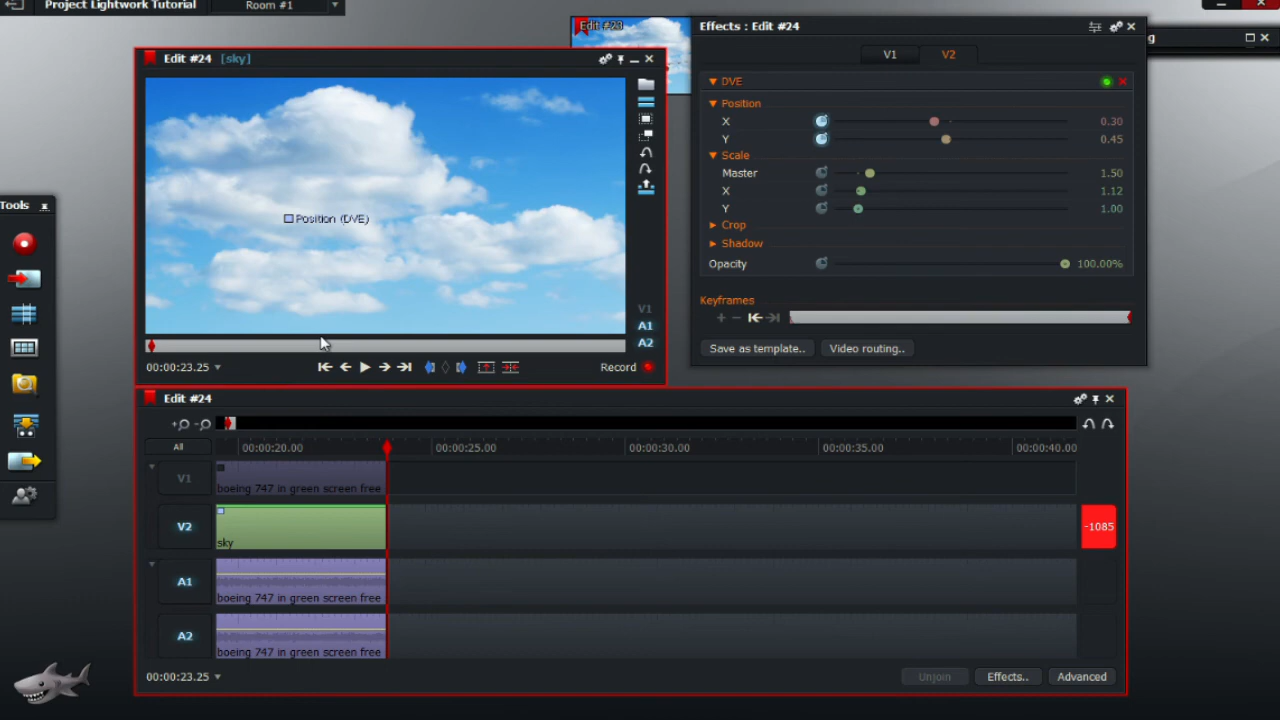 Project Lightwork Tutorial
Room #1
Edit #23
Effects : Edit #24
Edit #24 [sky]
V1
V2
DVE
Position
X
0.30
Y
0.45
Scale
Master
1.50
X
1.12
Y
1.00
Crop
Shadow
Opacity
100.00%
Keyframes
Save as template..
Video routing..
Position (DVE)
V1
A1
A2
00:00:23.25
Record
Tools
Edit #24
All
00:00:20.00
00:00:25.00
00:00:30.00
00:00:35.00
00:00:40.00
V1
boeing 747 in green screen free
V2
sky
-1085
A1
boeing 747 in green screen free
A2
boeing 747 in green screen free
00:00:23.25
Unjoin
Effects..
Advanced